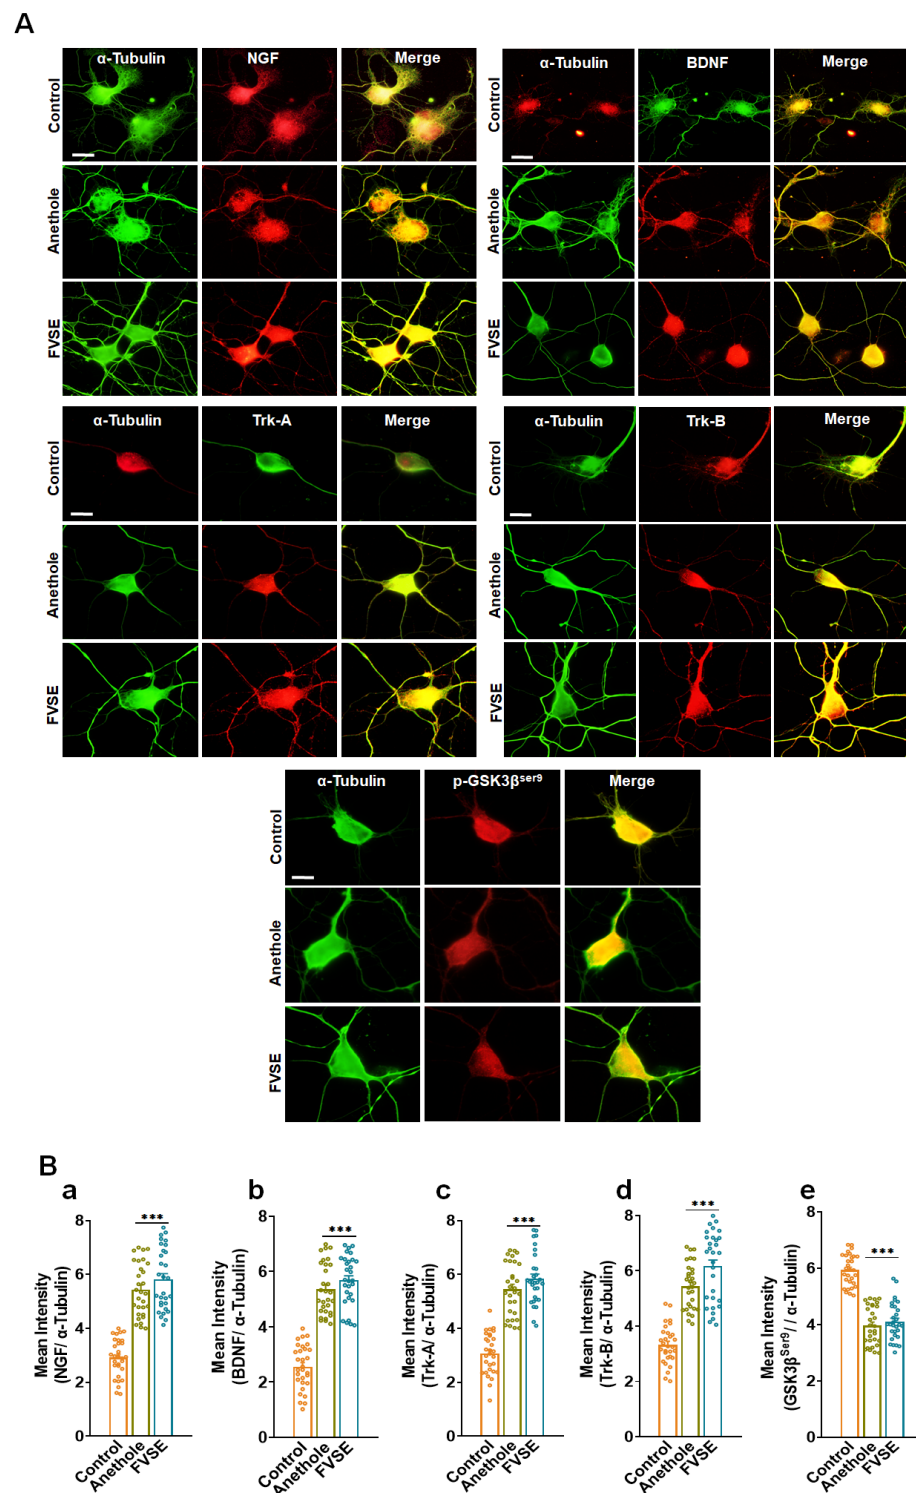 A
α-Tubulin NGF Merge
Control
Anethole
FVSE
α-Tubulin BDNF Merge
Control
Anethole
FVSE
α-Tubulin Trk-A Merge
Control
Anethole
FVSE
α-Tubulin Trk-B Merge
Control
Anethole
FVSE
α-Tubulin p-GSK3βser9 Merge
Control
Anethole
FVSE
B
a
Mean Intensity
(NGF/ α-Tubulin)
8
6
4
2
0
***
Control
Anethole
FVSE
b
Mean Intensity
(BDNF/ α-Tubulin)
8
6
4
2
0
***
Control
Anethole
FVSE
c
Mean Intensity
(Trk-A/ α-Tubulin)
8
6
4
2
0
***
Control
Anethole
FVSE
d
Mean Intensity
(Trk-B/ α-Tubulin)
8
6
4
2
0
***
Control
Anethole
FVSE
e
Mean Intensity
(GSK3βSer9 // α-Tubulin)
8
6
4
2
0
***
Control
Anethole
FVSE